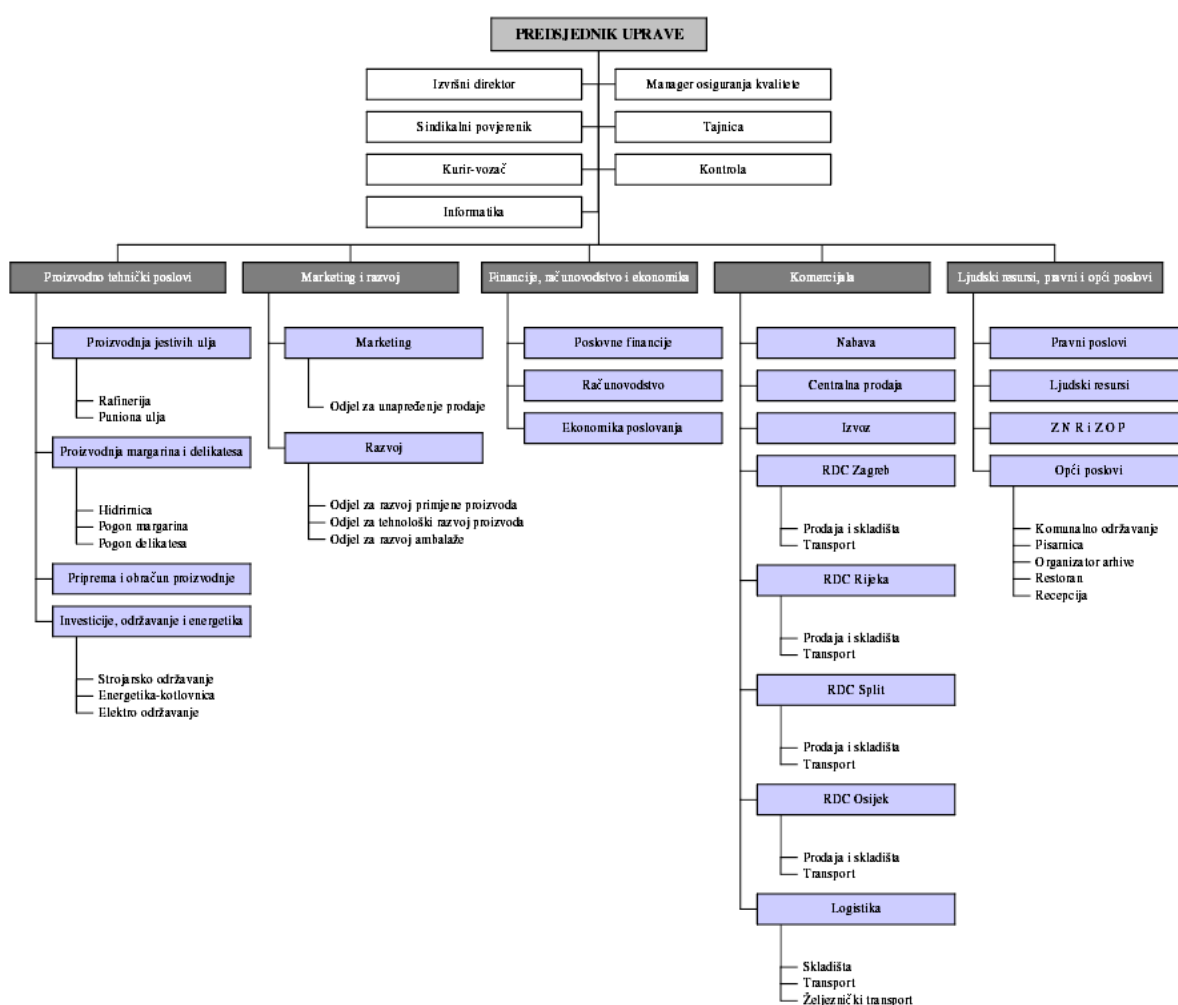 PREDSJEDNIK UPRAVE
Izvršni direktor
Manager osiguranja kvalitete
Sindikalni povjerenik
Tajnica
Kurir-vozač
Kontrola
Informatika
Proizvodno tehnički poslovi
Proizvodnja jestivih ulja
Rafinerija
Puniona ulja
Proizvodnja margarina i delikatesa
Hidrirnica
Pogon margarina
Pogon delikatesa
Priprema i obračun proizvodnje
Investicije, održavanje i energetika
Strojarsko održavanje
Energetika-kotlovnica
Elektro održavanje
Marketing i razvoj
Marketing
Odjel za unapređenje prodaje
Razvoj
Odjel za razvoj primjene proizvoda
Odjel za tehnološki razvoj proizvoda
Odjel za razvoj ambalaže
Financije, računovodstvo i ekonomika
Poslovne financije
Računovodstvo
Ekonomika poslovanja
Komercijala
Nabava
Centralna prodaja
Izvoz
RDC Zagreb
Prodaja i skladišta
Transport
RDC Rijeka
Prodaja i skladišta
Transport
RDC Split
Prodaja i skladišta
Transport
RDC Osijek
Prodaja i skladišta
Transport
Logistika
Skladišta
Transport
Željeznički transport
Ljudski resursi, pravni i opći poslovi
Pravni poslovi
Ljudski resursi
Z N R i Z O P
Opći poslovi
Komunalno održavanje
Pisarnica
Organizator arhive
Restoran
Recepcija